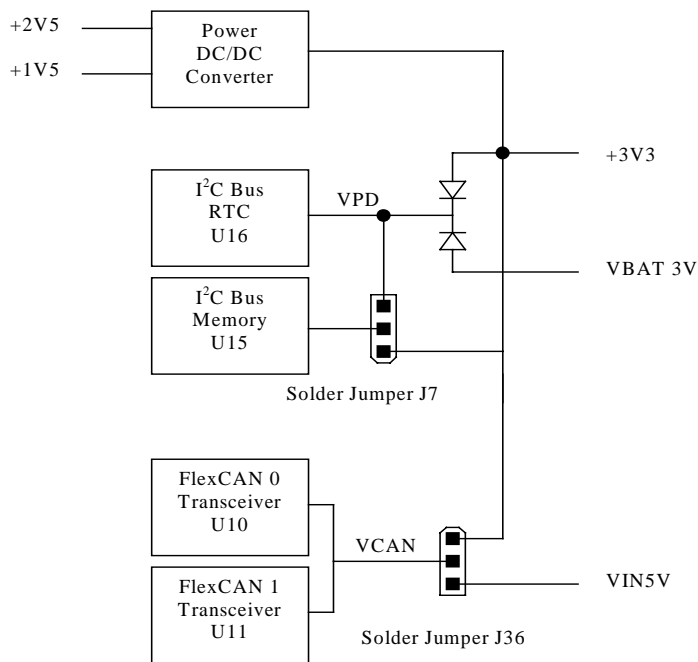 +2V5
+1V5
Power
DC/DC
Converter
+3V3
I²C Bus
RTC
U16
VPD
VBAT 3V
I²C Bus
Memory
U15
Solder Jumper J7
FlexCAN 0
Transceiver
U10
VCAN
VIN5V
FlexCAN 1
Transceiver
U11
Solder Jumper J36